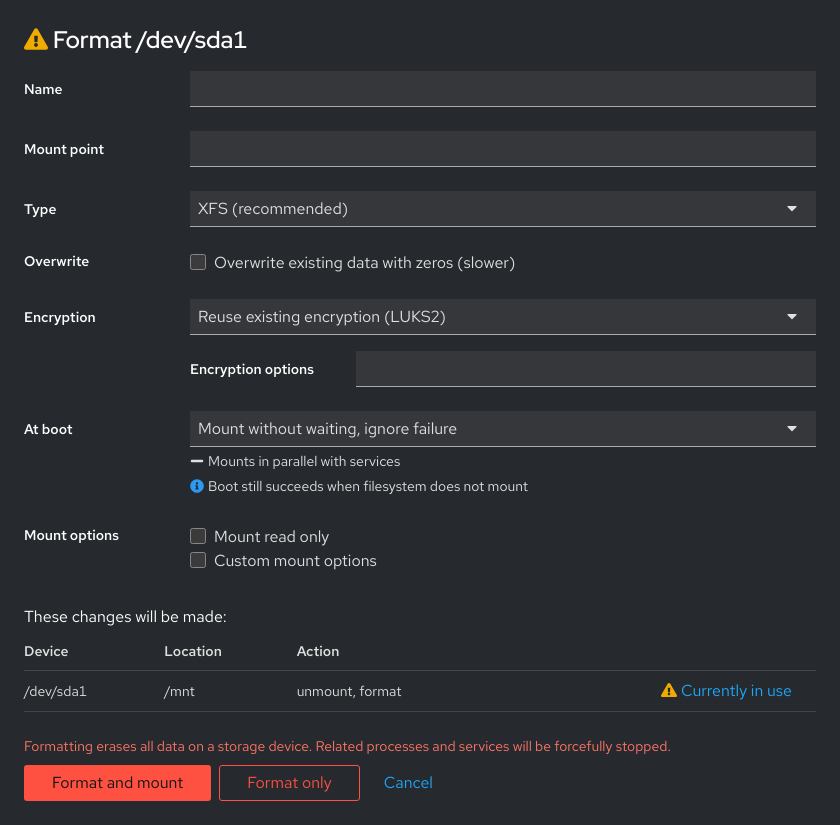 Format /dev/sda1
Name
Mount point
Type XFS (recommended)
Overwrite Overwrite existing data with zeros (slower)
Encryption Reuse existing encryption (LUKS2)
Encryption options
At boot Mount without waiting, ignore failure
Mounts in parallel with services
Boot still succeeds when filesystem does not mount
Mount options Mount read only
Custom mount options
These changes will be made:
Device Location Action
/dev/sda1 /mnt unmount, format Currently in use
Formatting erases all data on a storage device. Related processes and services will be forcefully stopped.
Format and mount Format only Cancel